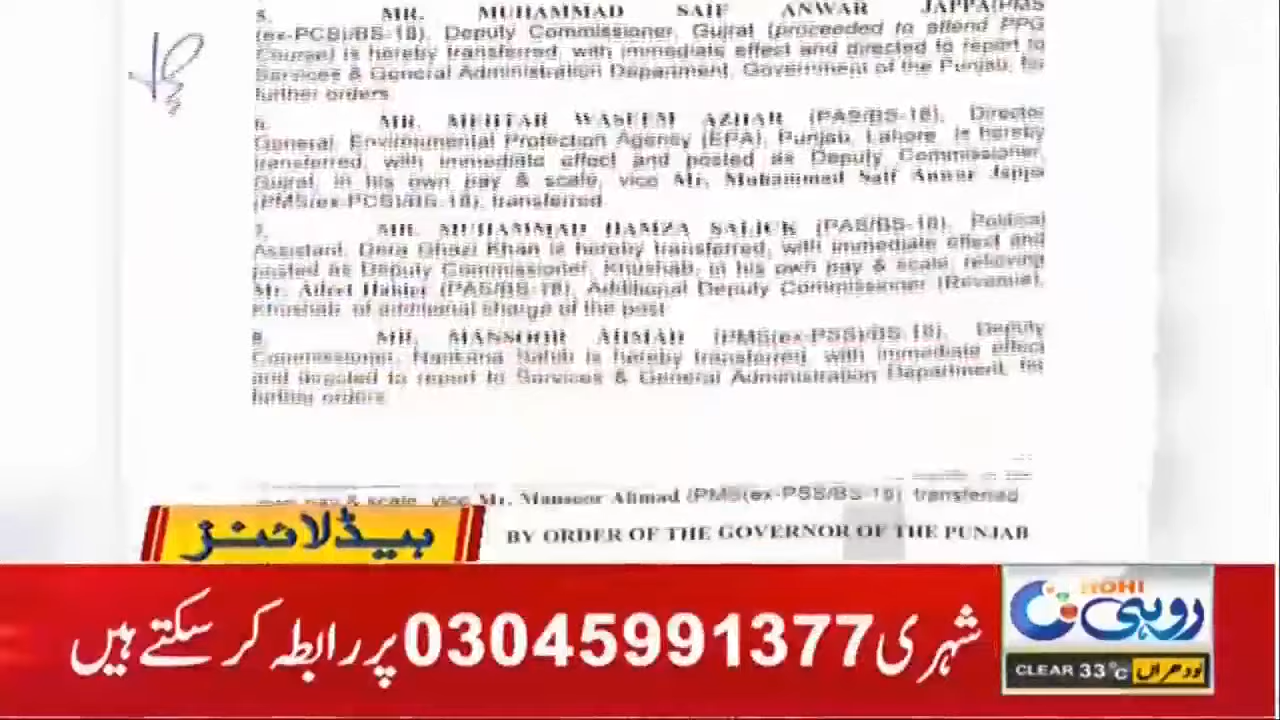 5. MR. MUHAMMAD SAIF ANWAR JAPPA(PMS
(ex-PCS)/BS-18), Deputy Commissioner, Gujrat (proceeded to attend PPG
Course) is hereby transferred, with immediate effect and directed to report to
Services & General Administration Department, Government of the Punjab, for
further orders
6. MR. MEHTAB WASEEM AZHAR (PAS/BS-18), Director
General, Environmental Protection Agency (EPA), Punjab, Lahore is hereby
transferred, with immediate effect and posted as Deputy Commissioner,
Gujrat, in his own pay & scale, vice Mr. Muhammad Saif Anwar Jappa
(PMS(ex-PCS)/BS-18), transferred
7. MR. MUHAMMAD HAMZA SALIUK (PAS/BS-18), Political
Assistant, Dera Ghazi Khan is hereby transferred, with immediate effect and
posted as Deputy Commissioner, Khushab, in his own pay & scale, relieving
Mr. (PAS/BS-18), Additional Deputy Commissioner (Revenue),
Khushab of additional charge of the post
8. MR. MANSOOR AHMAD (PMS(ex-PSS)/BS-18), Deputy
Commissioner, Nankana Sahib is hereby transferred, with immediate effect
and directed to report to Services & General Administration Department, for
further orders
pay & scale, vice Mr. Mansoor Ahmad (PMS(ex-PSS/BS-18) transferred
BY ORDER OF THE GOVERNOR OF THE PUNJAB
ہیڈلائنز
شہری 03045991377 پر رابطہ کر سکتے ہیں
ROHI
روہی
CLEAR 33°C لودھراں